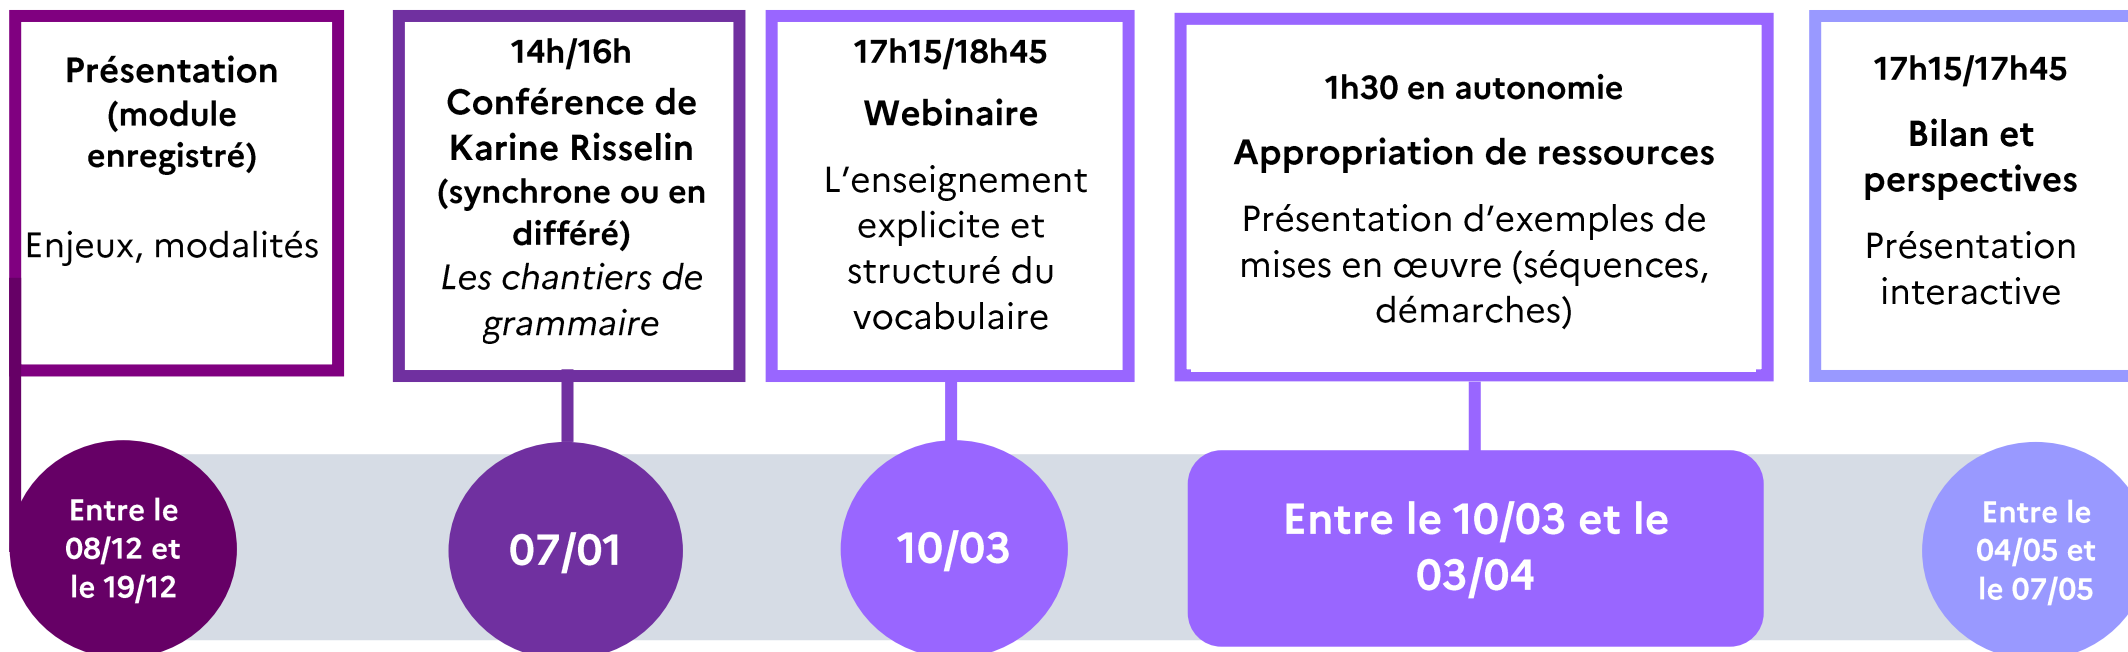 Présentation
(module
enregistré)
Enjeux, modalités
14h/16h
Conférence de
Karine Risselin
(synchrone ou en
différé)
Les chantiers de
grammaire
17h15/18h45
Webinaire
L’enseignement
explicite et
structuré du
vocabulaire
1h30 en autonomie
Appropriation de ressources
Présentation d’exemples de
mises en œuvre (séquences,
démarches)
17h15/17h45
Bilan et
perspectives
Présentation
interactive
Entre le
08/12 et
le 19/12
07/01
10/03
Entre le 10/03 et le
03/04
Entre le
04/05 et
le 07/05